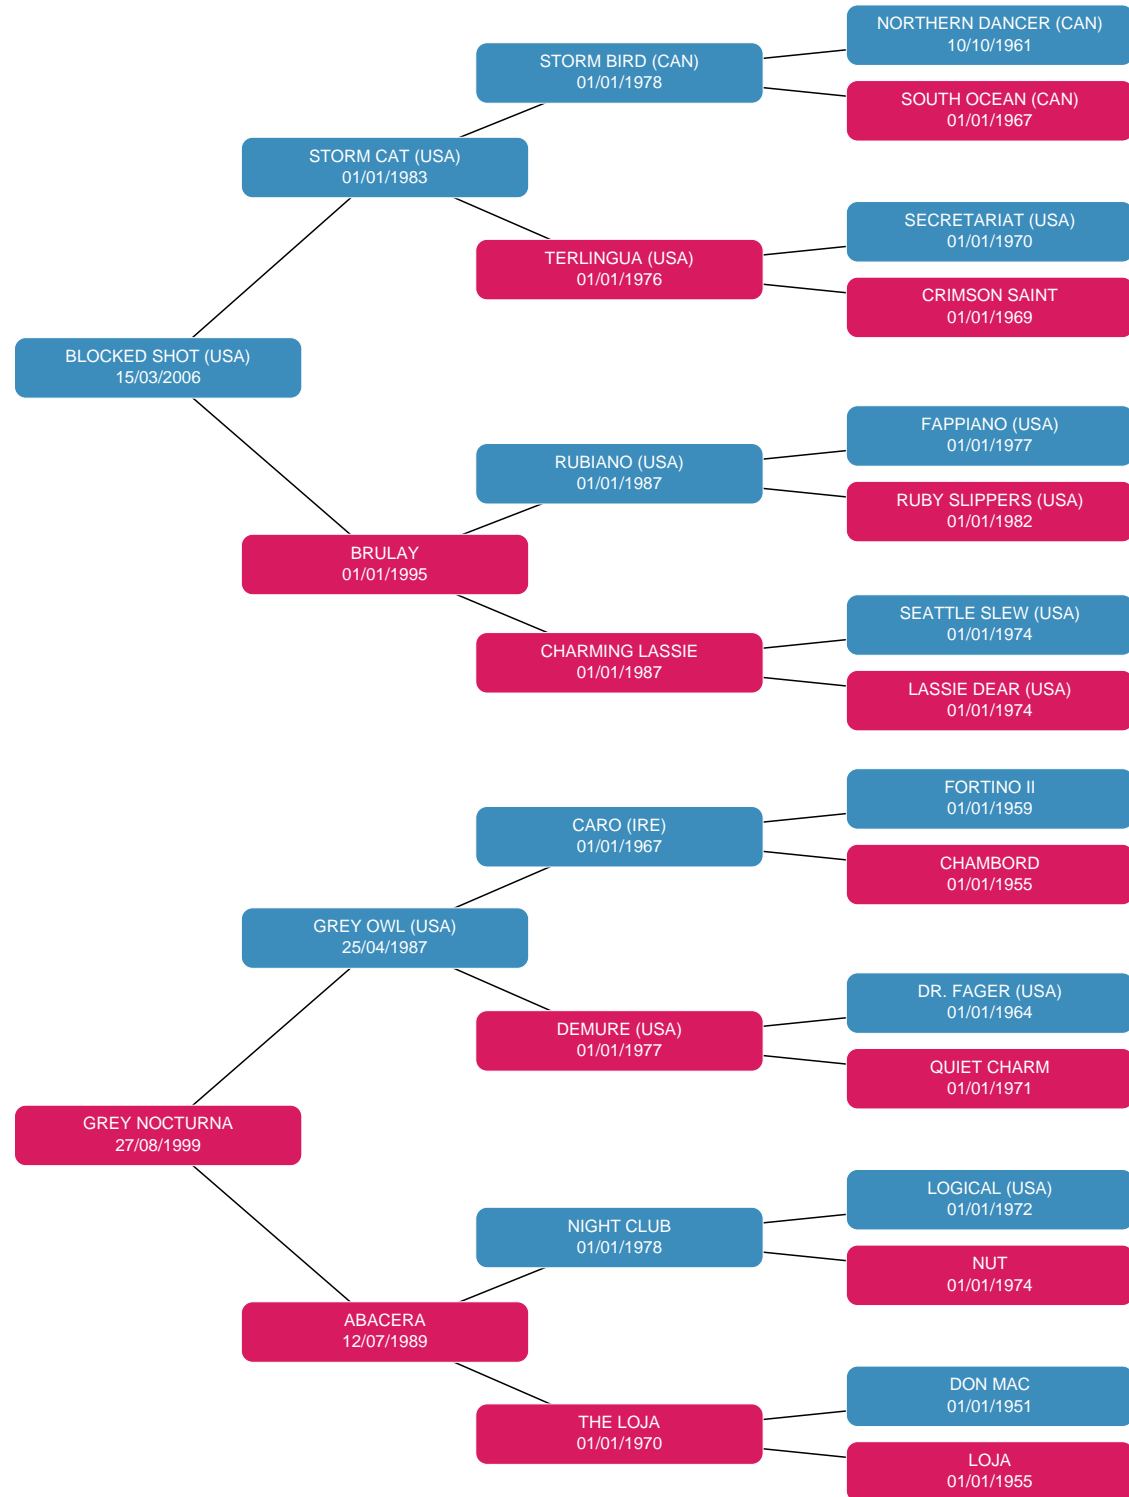 NORTHERN DANCER (CAN)
10/10/1961
STORM BIRD (CAN)
01/01/1978
SOUTH OCEAN (CAN)
01/01/1967
STORM CAT (USA)
01/01/1983
SECRETARIAT (USA)
01/01/1970
TERLINGUA (USA)
01/01/1976
CRIMSON SAINT
01/01/1969
BLOCKED SHOT (USA)
15/03/2006
FAPPIANO (USA)
01/01/1977
RUBIANO (USA)
01/01/1987
RUBY SLIPPERS (USA)
01/01/1982
BRULAY
01/01/1995
SEATTLE SLEW (USA)
01/01/1974
CHARMING LASSIE
01/01/1987
LASSIE DEAR (USA)
01/01/1974
FORTINO II
01/01/1959
CARO (IRE)
01/01/1967
CHAMBORD
01/01/1955
GREY OWL (USA)
25/04/1987
DR. FAGER (USA)
01/01/1964
DEMURE (USA)
01/01/1977
QUIET CHARM
01/01/1971
GREY NOCTURNA
27/08/1999
LOGICAL (USA)
01/01/1972
NIGHT CLUB
01/01/1978
NUT
01/01/1974
ABACERA
12/07/1989
DON MAC
01/01/1951
THE LOJA
01/01/1970
LOJA
01/01/1955